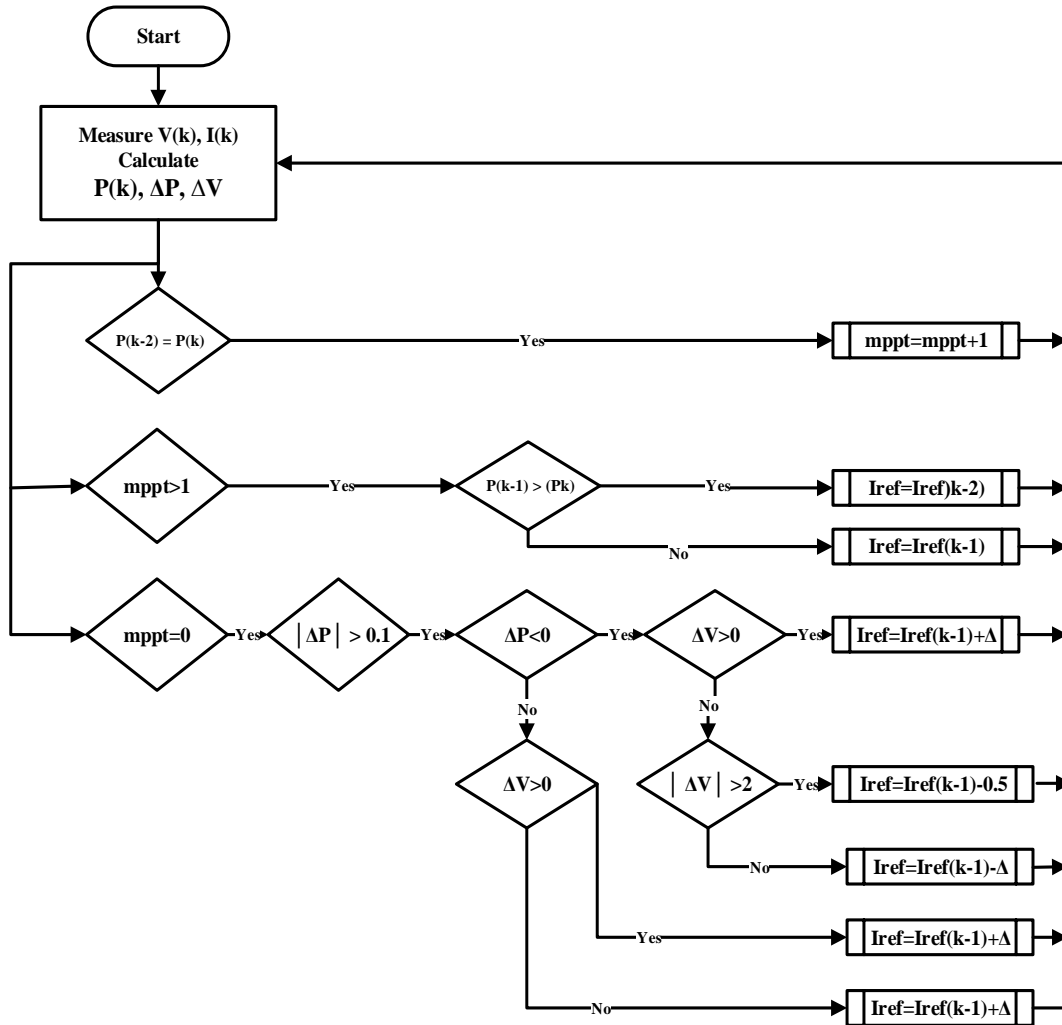 Start
Measure V(k), I(k)
Calculate
P(k), ΔP, ΔV
P(k-2) = P(k)
Yes
mppt=mppt+1
mppt>1
Yes
P(k-1) > (Pk)
Yes
Iref=Iref)k-2)
No
Iref=Iref(k-1)
mppt=0
Yes
|ΔP| > 0.1
Yes
ΔP<0
Yes
ΔV>0
Yes
Iref=Iref(k-1)+Δ
No
No
ΔV>0
| ΔV | >2
Yes
Iref=Iref(k-1)-0.5
No
Iref=Iref(k-1)-Δ
Yes
Iref=Iref(k-1)+Δ
No
Iref=Iref(k-1)+Δ